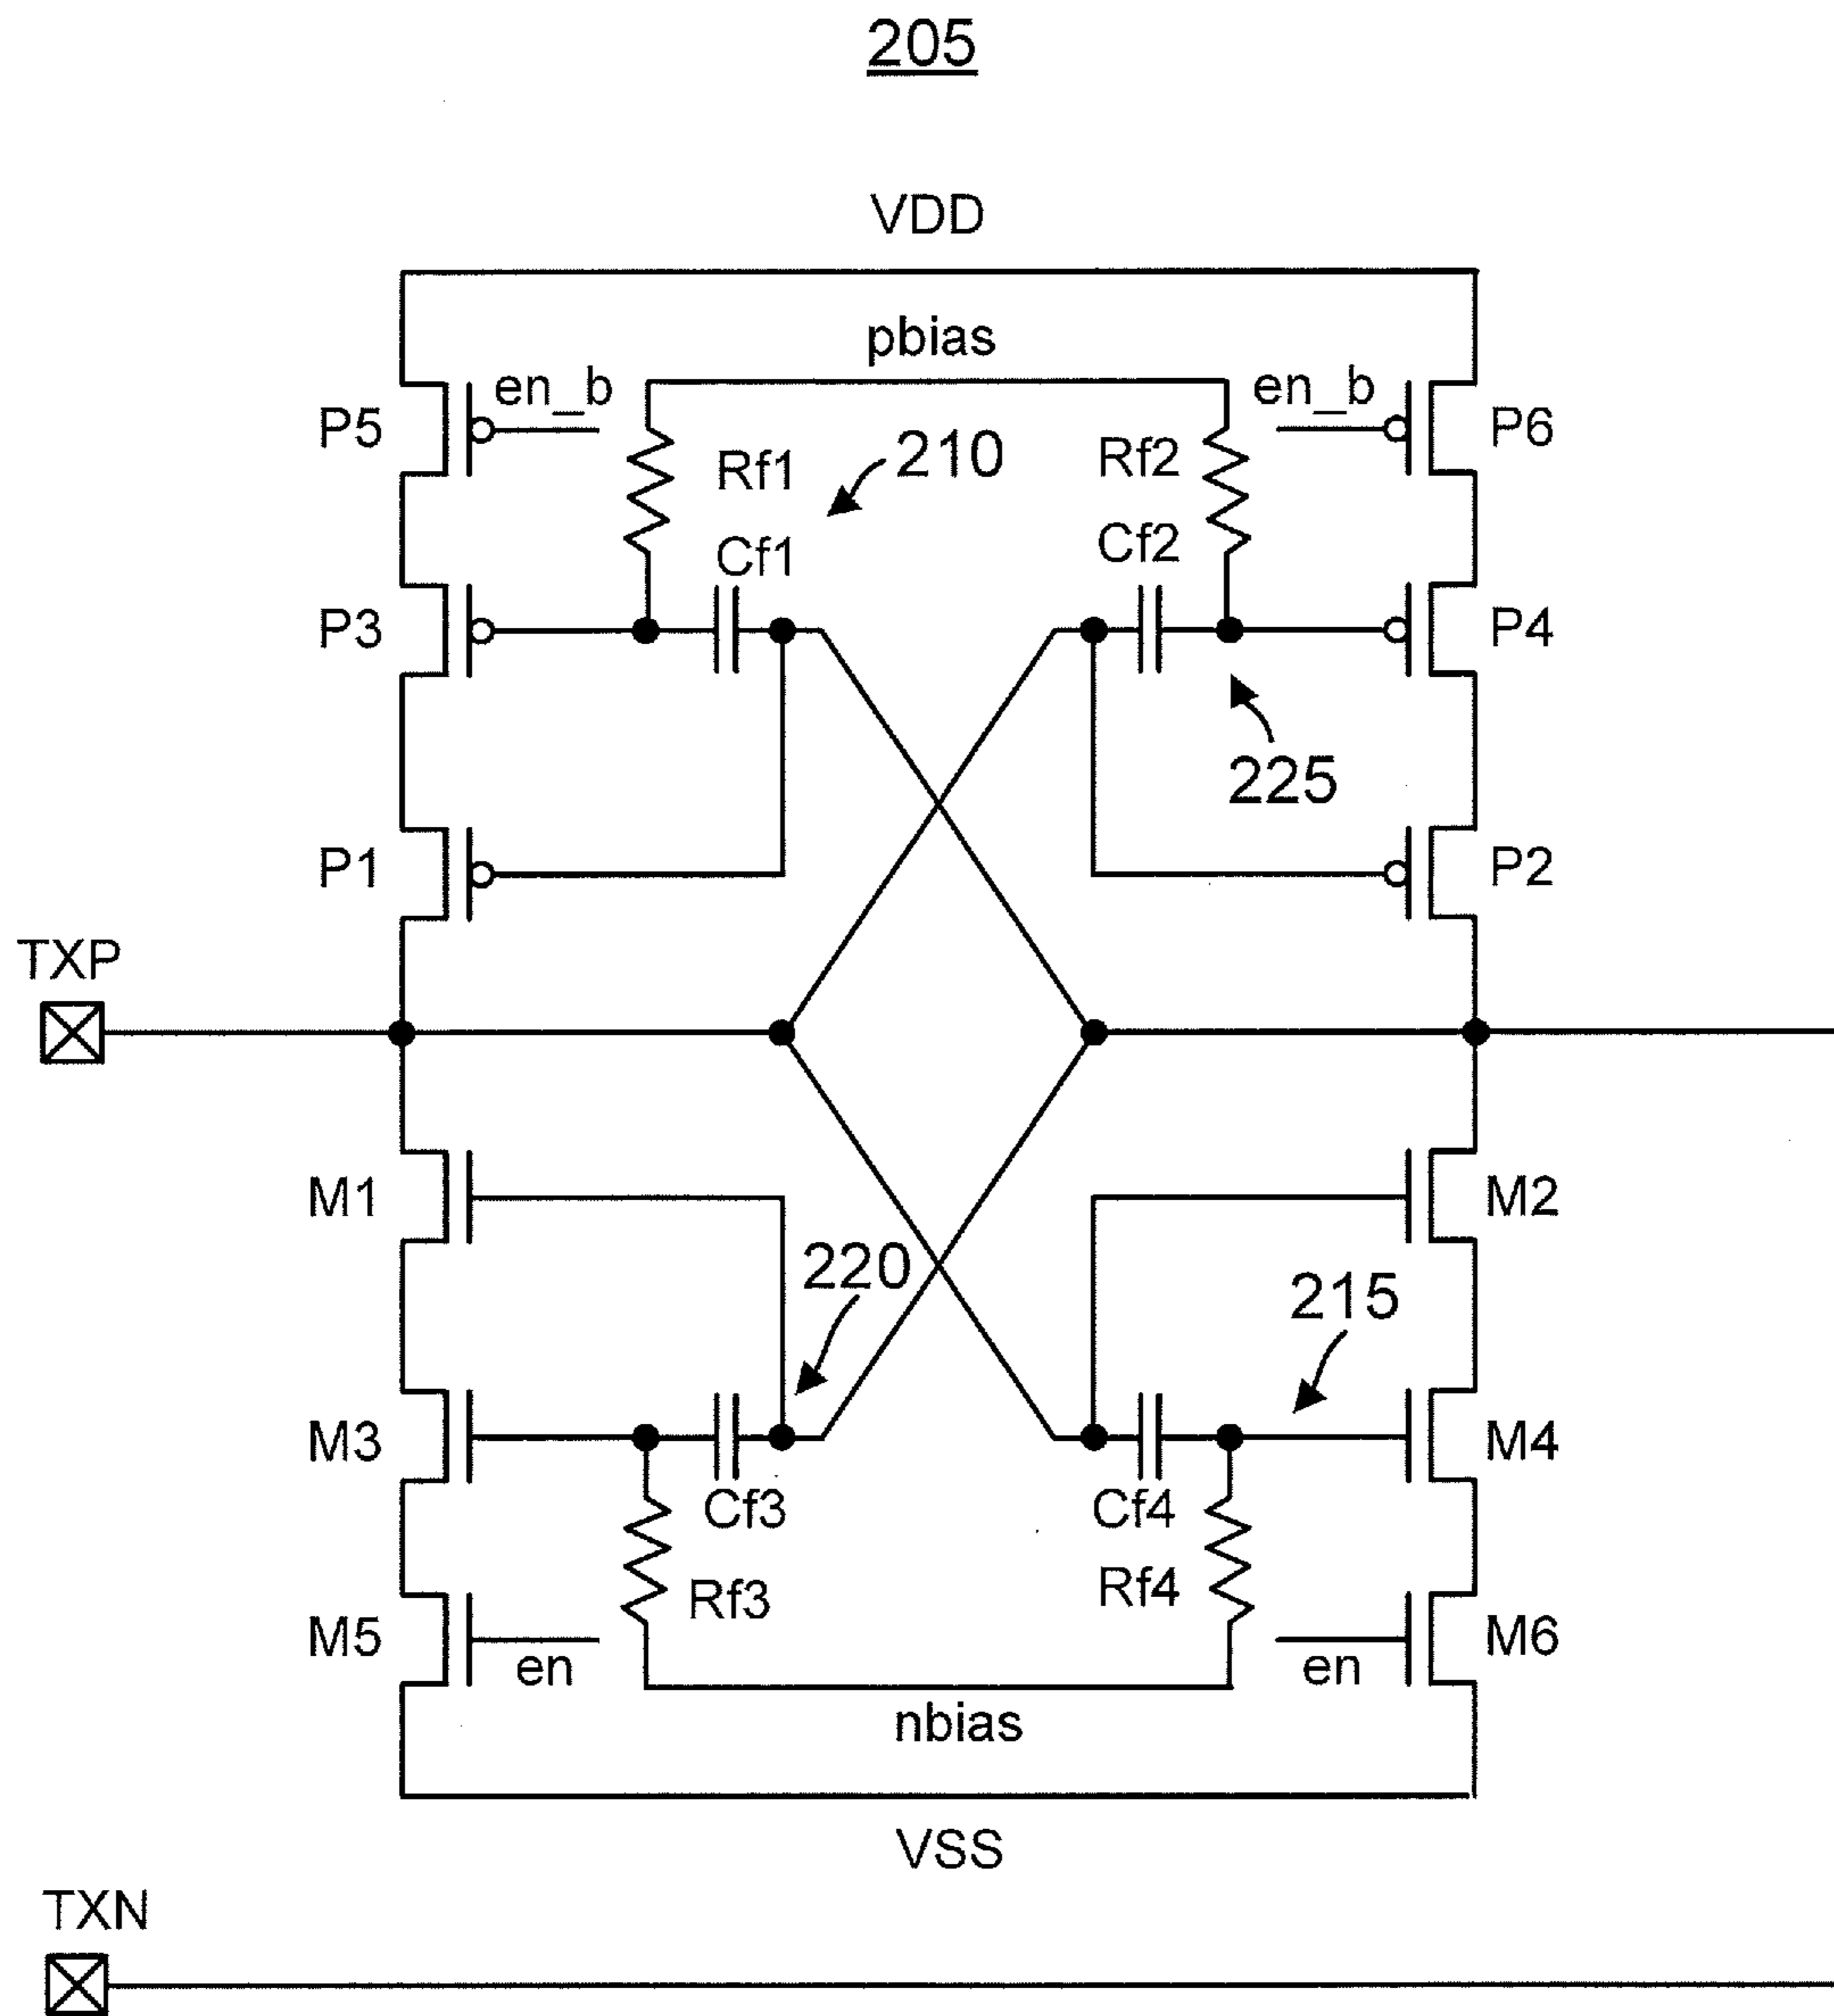 205
VDD
pbias
en_b
en_b
P5
P6
Rf1
210
Rf2
Cf1
Cf2
P3
P4
225
P1
P2
TXP
M1
M2
220
215
M3
M4
Cf3
Cf4
Rf3
Rf4
M5
M6
en
en
nbias
VSS
TXN